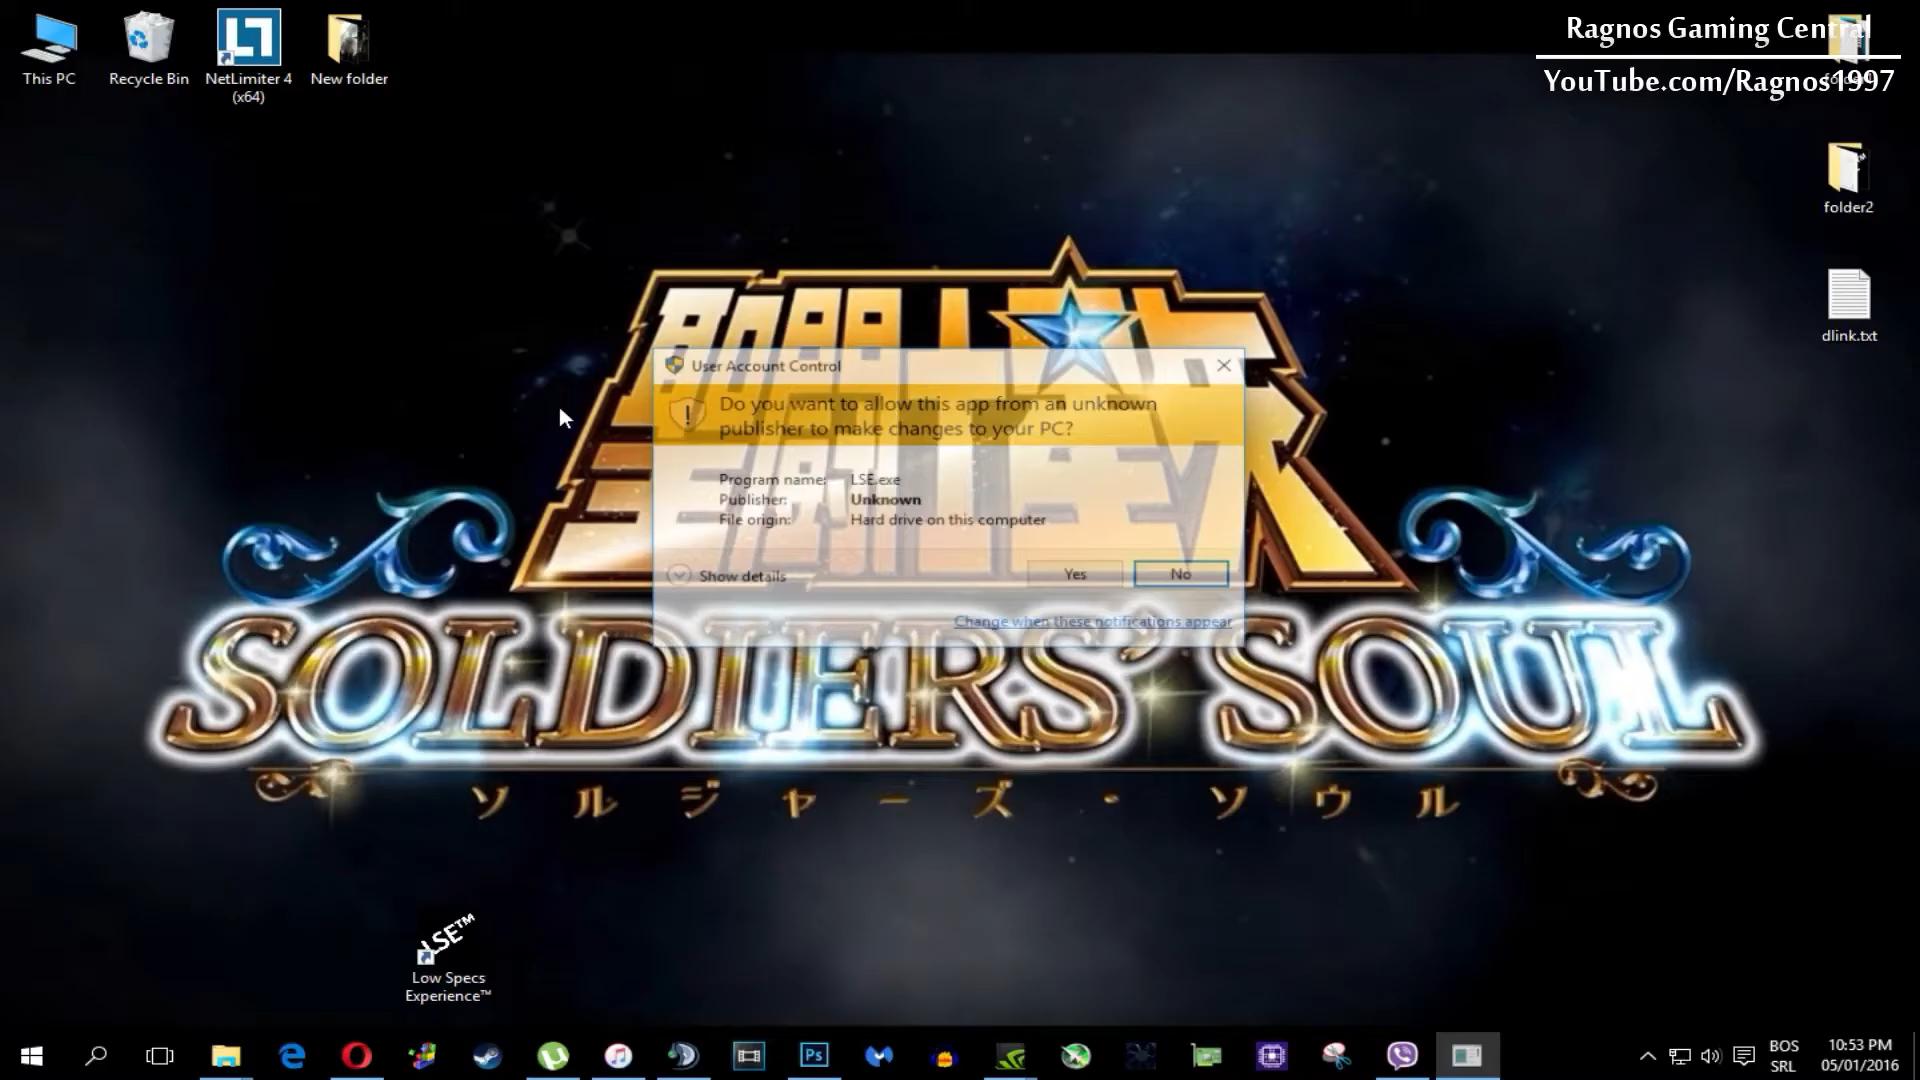 This PC
Recycle Bin
NetLimiter 4
(x64)
New folder
Ragnos Gaming Central
YouTube.com/Ragnos1997
folder2
dlink.txt
User Account Control
Do you want to allow this app from an unknown
publisher to make changes to your PC?
Program name: LSE.exe
Publisher: Unknown
File origin: Hard drive on this computer
Show details
Yes
No
Change when these notifications appear
SOLDIERS' SOUL
ソルジャーズ・ソウル
LSE™
Low Specs
Experience™
Ps
BOS
SRL
10:53 PM
05/01/2016